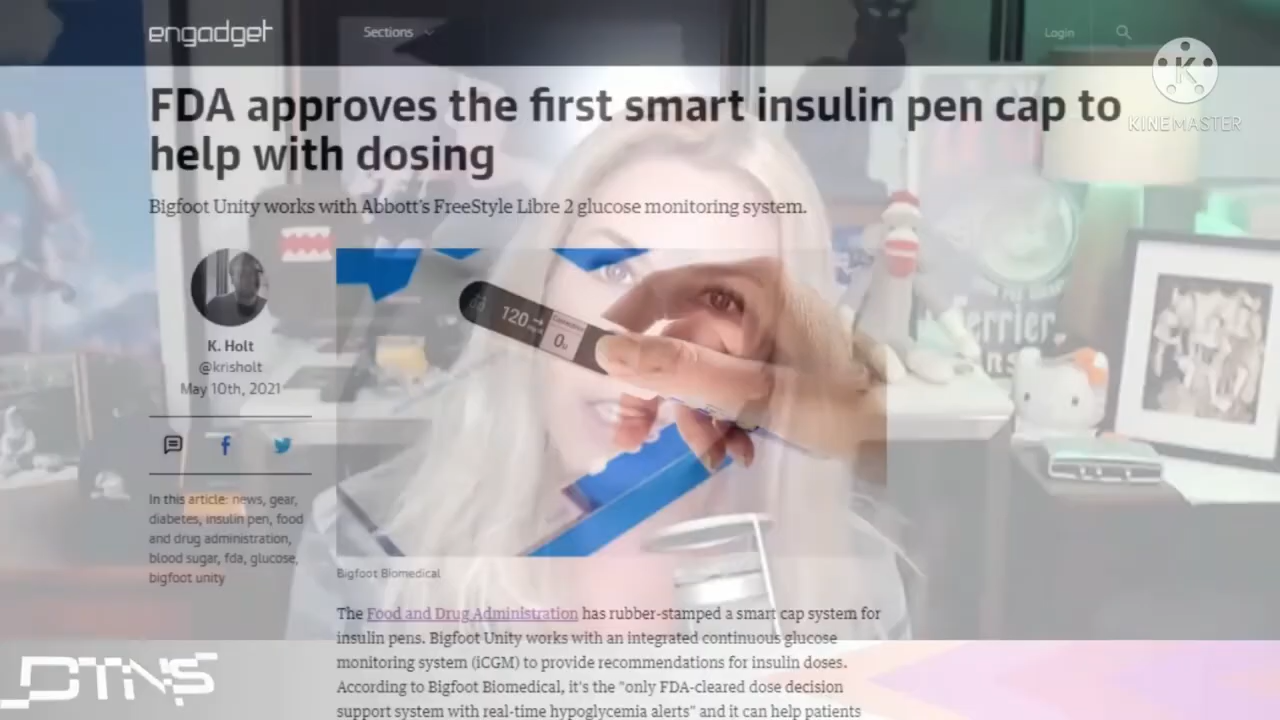 engadget
Sections
Login
K
KINEMASTER
FDA approves the first smart insulin pen cap to
help with dosing
Bigfoot Unity works with Abbott's FreeStyle Libre 2 glucose monitoring system.
K. Holt
@krisholt
May 10th, 2021
In this article: news, gear,
diabetes, insulin pen, food
and drug administration,
blood sugar, fda, glucose,
bigfoot unity
120
0
Bigfoot Biomedical
The Food and Drug Administration has rubber-stamped a smart cap system for
insulin pens. Bigfoot Unity works with an integrated continuous glucose
monitoring system (iCGM) to provide recommendations for insulin doses.
According to Bigfoot Biomedical, it's the "only FDA-cleared dose decision
support system with real-time hypoglycemia alerts" and it can help patients
DTNS